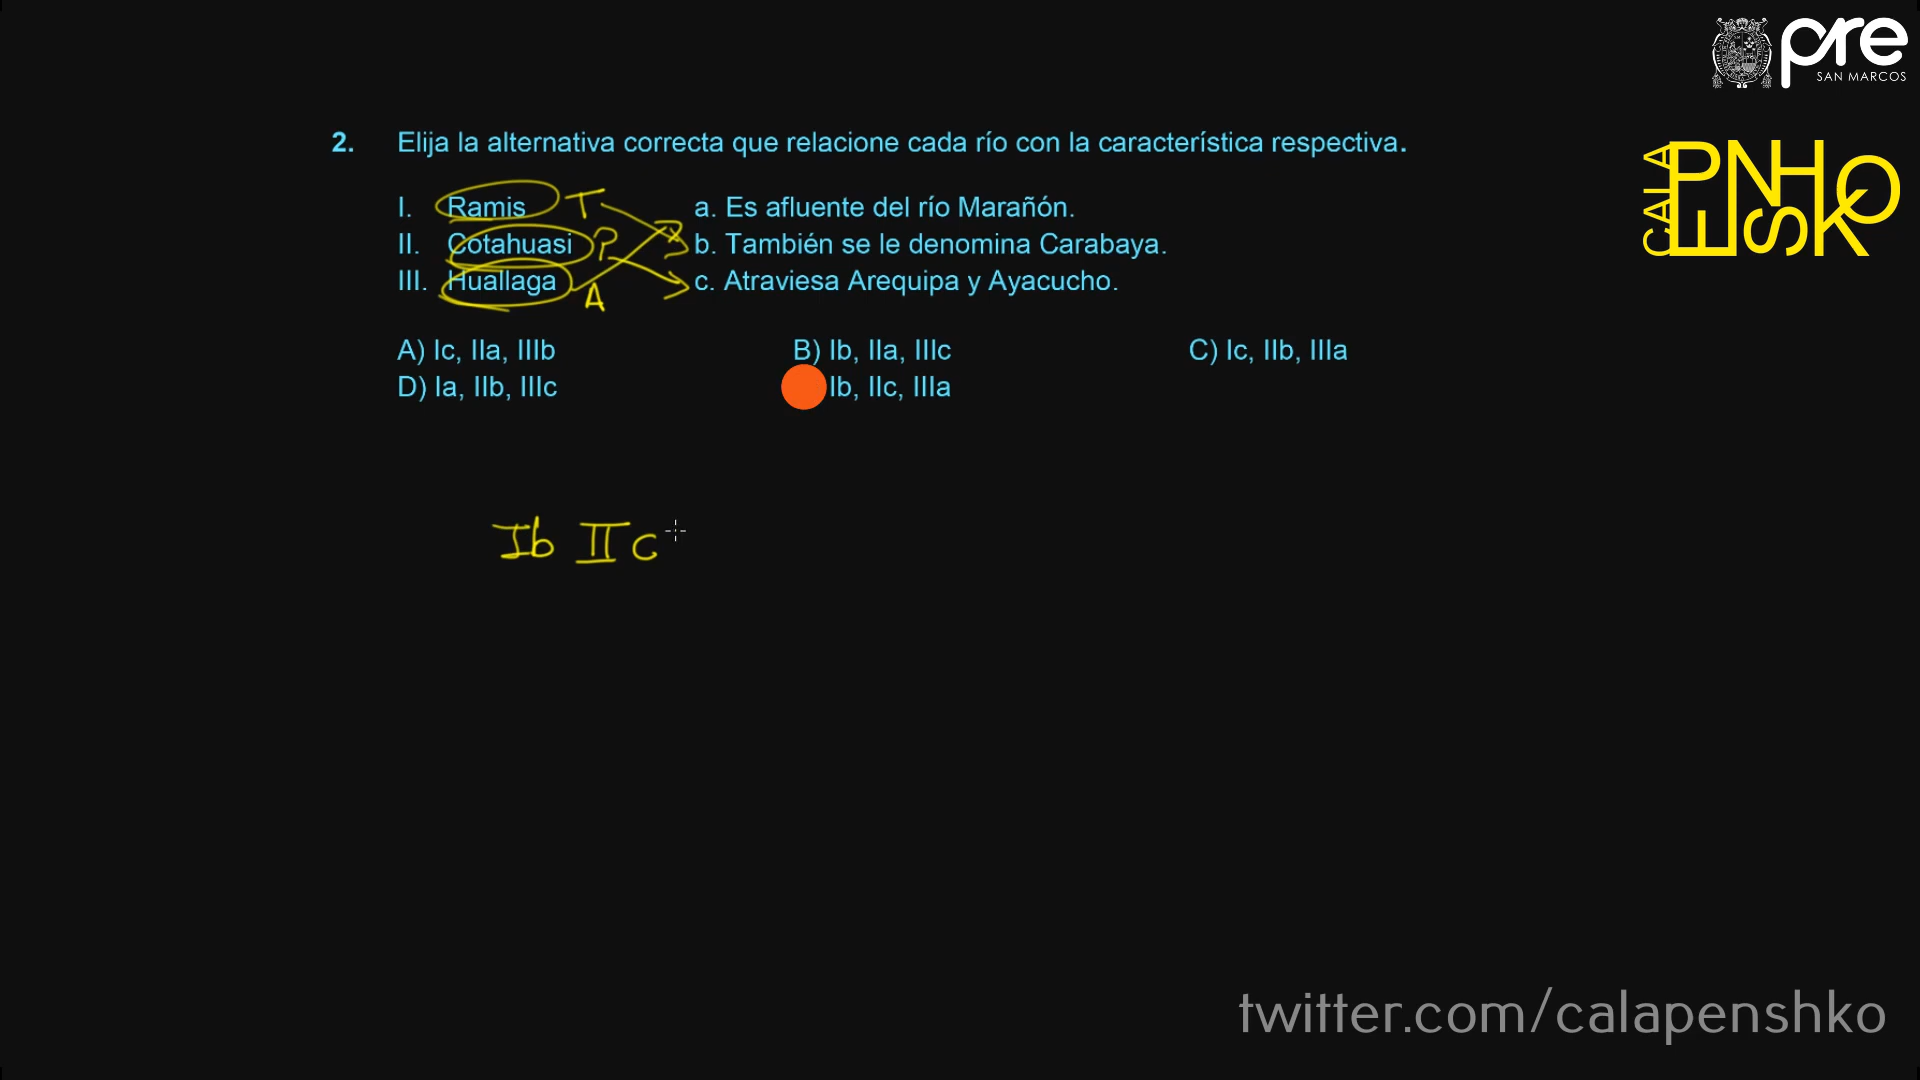 pre
SAN MARCOS
CALA
PENSHKO
2. Elija la alternativa correcta que relacione cada río con la característica respectiva.
I. Ramis T a. Es afluente del río Marañón.
II. Cotahuasi P b. También se le denomina Carabaya.
III. Huallaga A c. Atraviesa Arequipa y Ayacucho.
A) Ic, IIa, IIIb B) Ib, IIa, IIIc C) Ic, IIb, IIIa
D) Ia, IIb, IIIc Ib, IIc, IIIa
Ib IIc
twitter.com/calapenshko